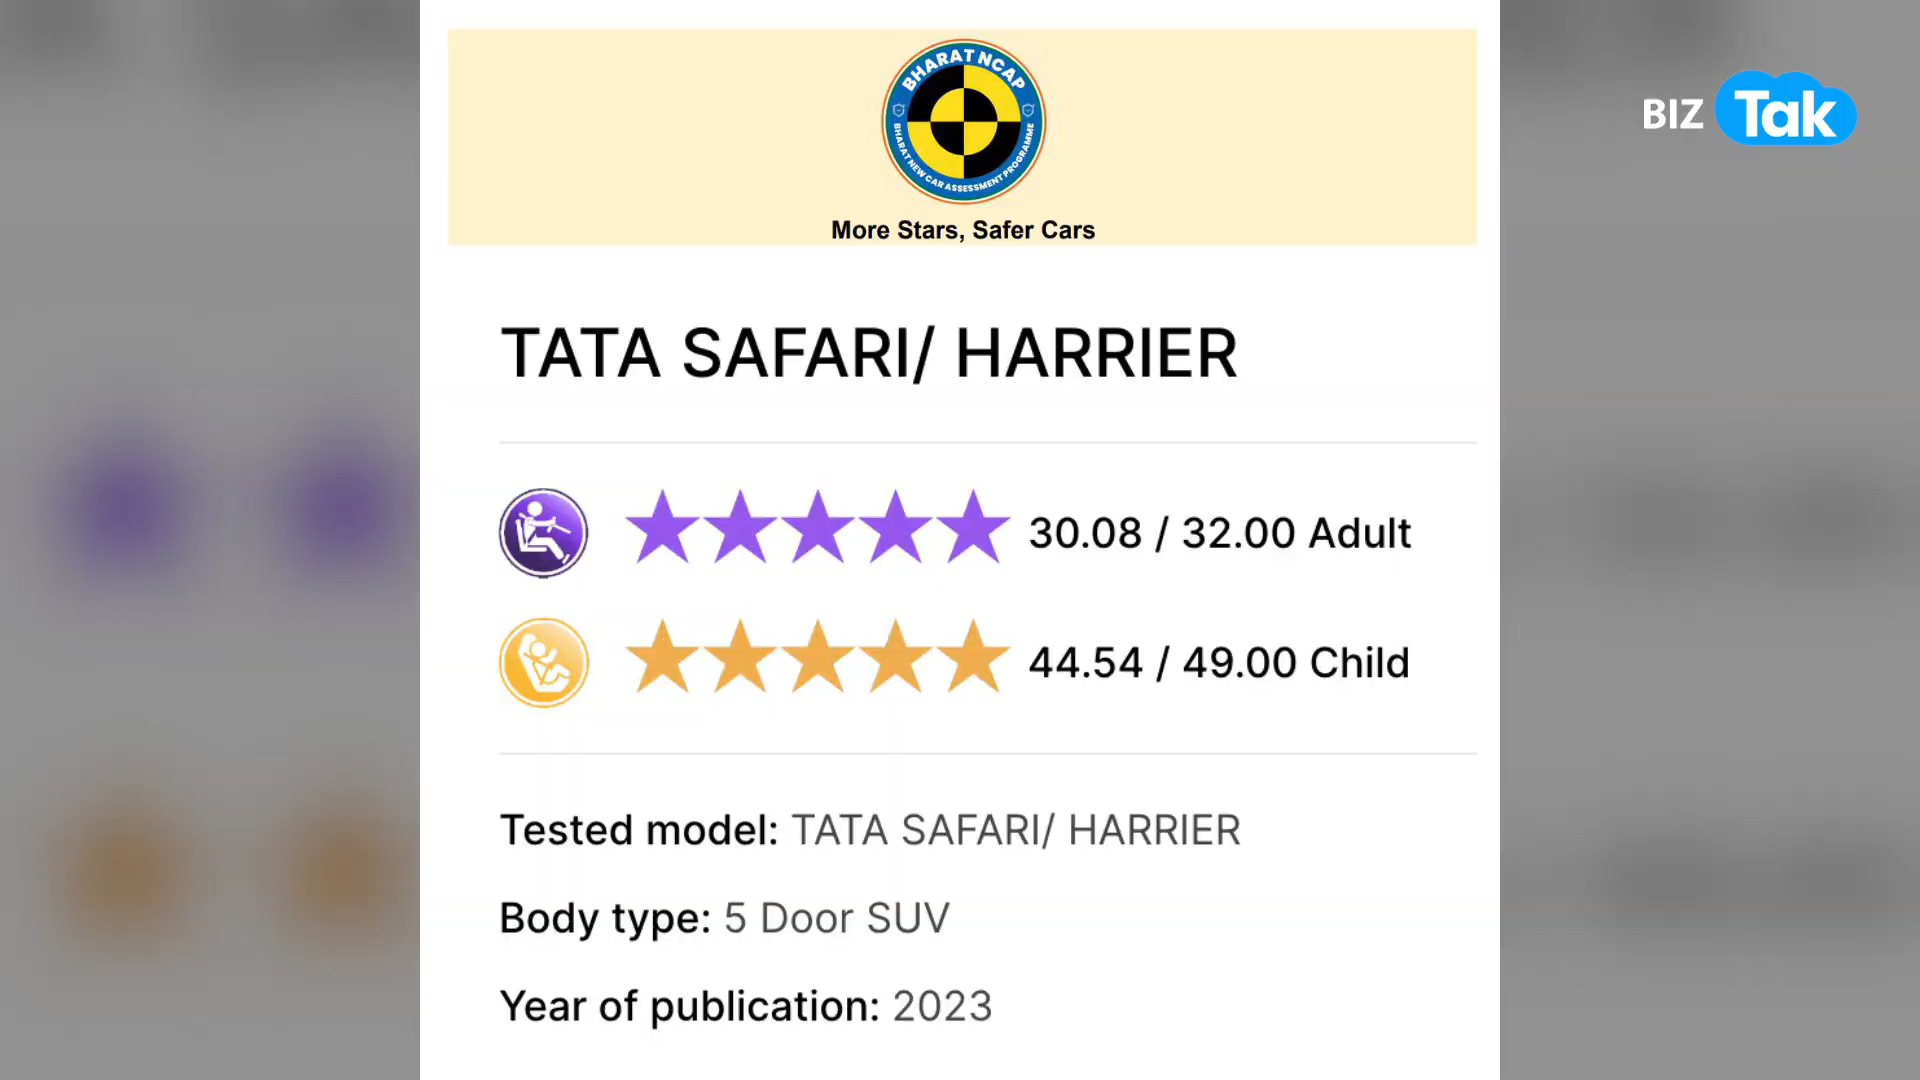 BHARAT NCAP
BHARAT NEW CAR ASSESSMENT PROGRAMME
More Stars, Safer Cars
BIZ Tak
TATA SAFARI/ HARRIER
30.08 / 32.00 Adult
44.54 / 49.00 Child
Tested model: TATA SAFARI/ HARRIER
Body type: 5 Door SUV
Year of publication: 2023